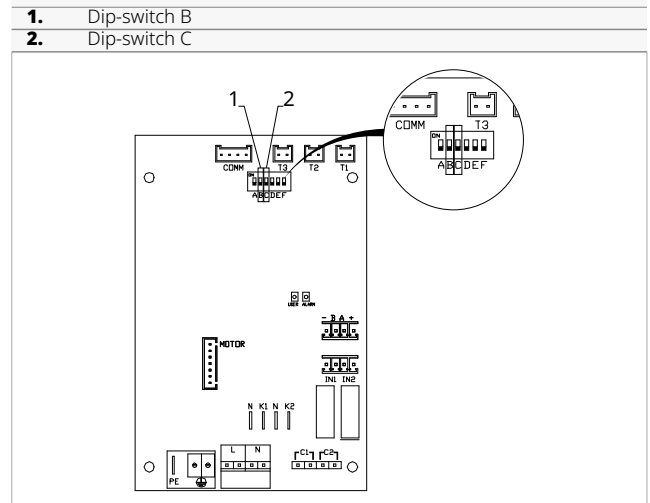 1. Dip-switch B
2. Dip-switch C
1 2
COMM T3
ON
ABCDEF
COMM T3 T2 T1
ON
ABCDEF
USER ALARM
- B A +
MOTOR
IN1 IN2
N K1 N K2
L N C1 C2
PE